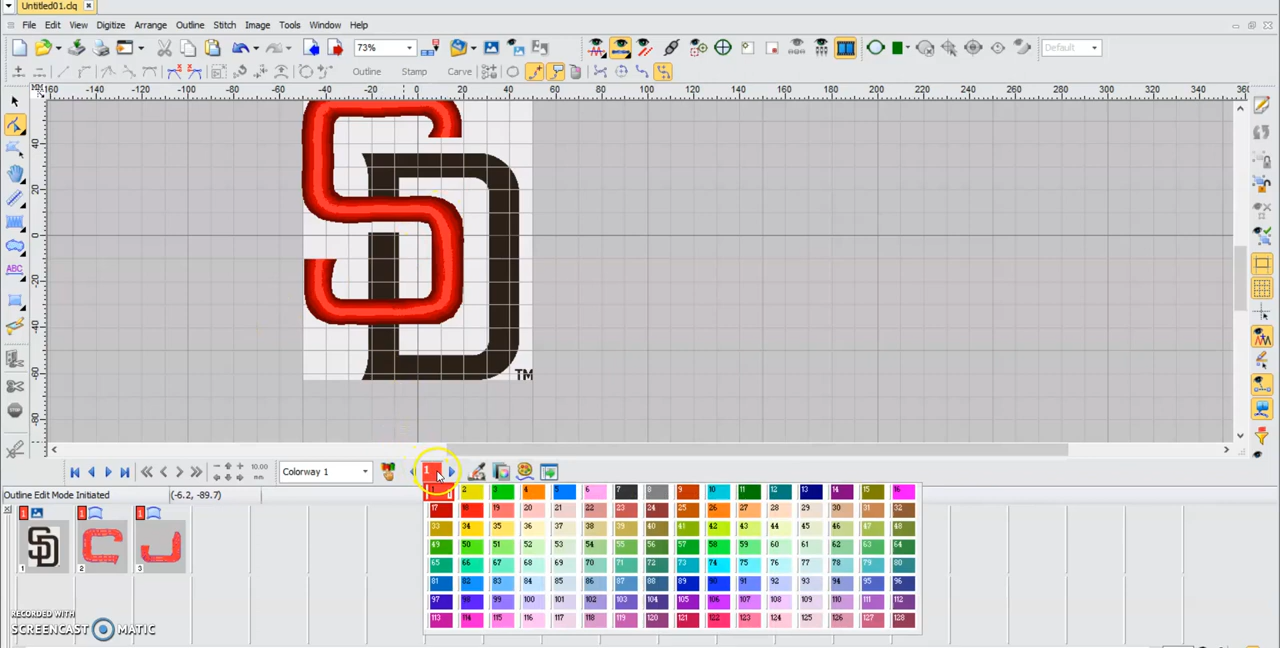 Untitled01.clq
File Edit View Digitize Arrange Outline Stitch Image Tools Window Help
73% Default
Outline Stamp Carve
MM 160 -140 -120 -100 -80 -60 -40 -20 0 20 40 60 80 100 120 140 160 180 200 220 240 260 280 300 320 340 360
40
20
0
-20
-40
-60
-80
SD
TM
ABC
10.00 Colorway 1 1
Outline Edit Mode Initiated (-6.2, -89.7)
1 2 3 4 5 6 7 8 9 10 11 12 13 14 15 16
17 18 19 20 21 22 23 24 25 26 27 28 29 30 31 32
33 34 35 36 37 38 39 40 41 42 43 44 45 46 47 48
49 50 51 52 53 54 55 56 57 58 59 60 61 62 63 64
65 66 67 68 69 70 71 72 73 74 75 76 77 78 79 80
81 82 83 84 85 86 87 88 89 90 91 92 93 94 95 96
97 98 99 100 101 102 103 104 105 106 107 108 109 110 111 112
113 114 115 116 117 118 119 120 121 122 123 124 125 126 127 128
1 1 1
SD
1 2 3
RECORDED WITH
SCREENCAST MATIC